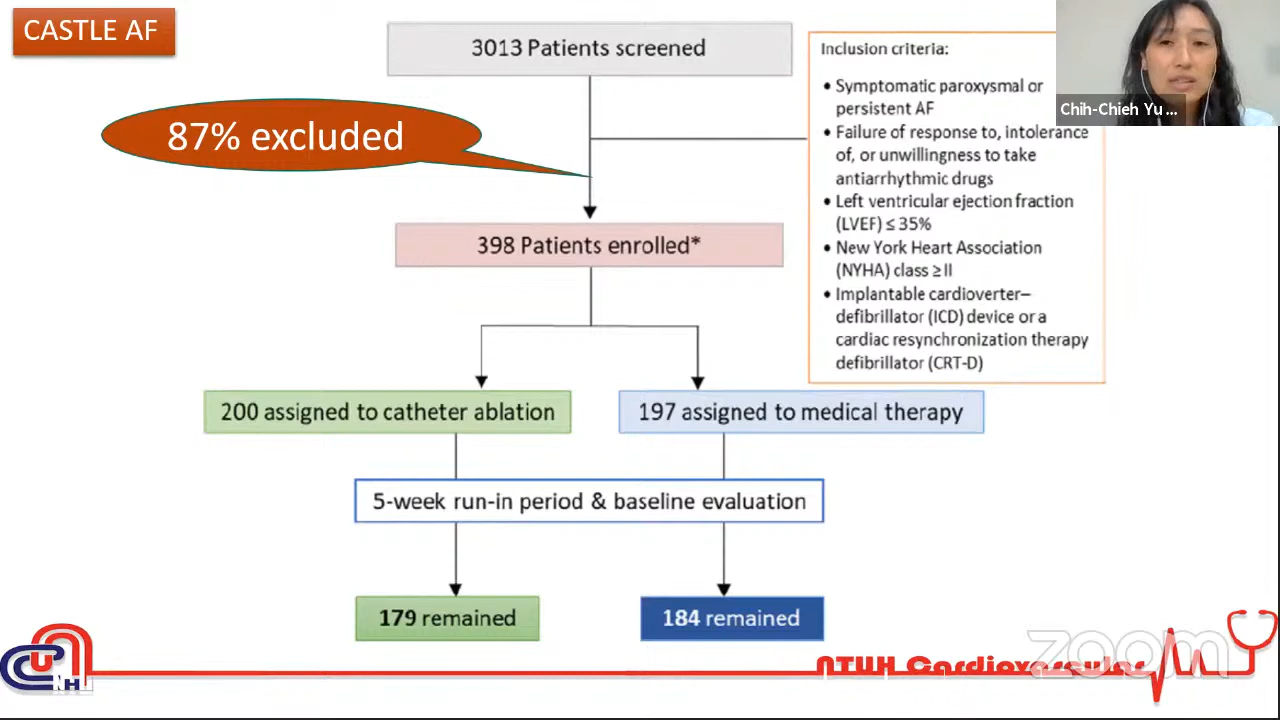 CASTLE AF
3013 Patients screened
87% excluded
Inclusion criteria:
• Symptomatic paroxysmal or
persistent AF
• Failure of response to, intolerance
of, or unwillingness to take
antiarrhythmic drugs
• Left ventricular ejection fraction
(LVEF) ≤ 35%
• New York Heart Association
(NYHA) class ≥ II
• Implantable cardioverter–
defibrillator (ICD) device or a
cardiac resynchronization therapy
defibrillator (CRT-D)
Chih-Chieh Yu ...
398 Patients enrolled*
200 assigned to catheter ablation
197 assigned to medical therapy
5-week run-in period & baseline evaluation
179 remained
184 remained
zoom
NTUH Cardiovascular